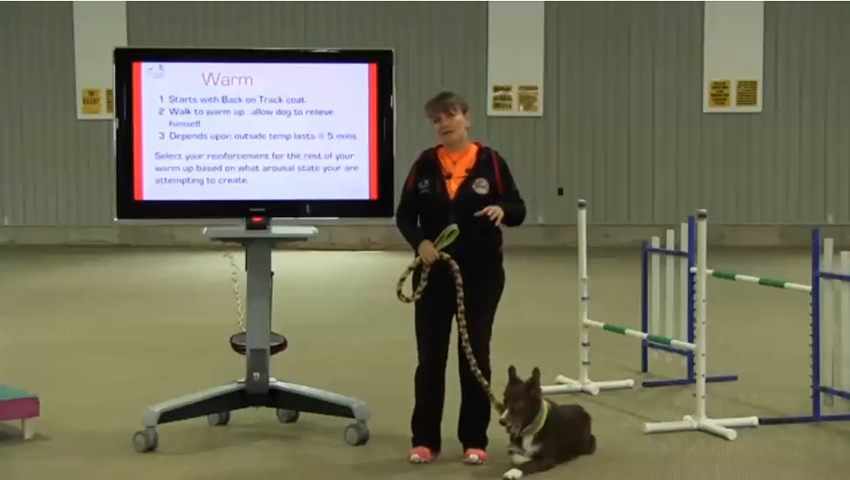 Warm
1 Starts with Back on Track coat.
2 Walk to warm up...allow dog to relieve
himself.
3 Depends upon outside temp lasts @ 5 mins.
Select your reinforcement for the rest of your
warm up based on what arousal state your are
attempting to create.